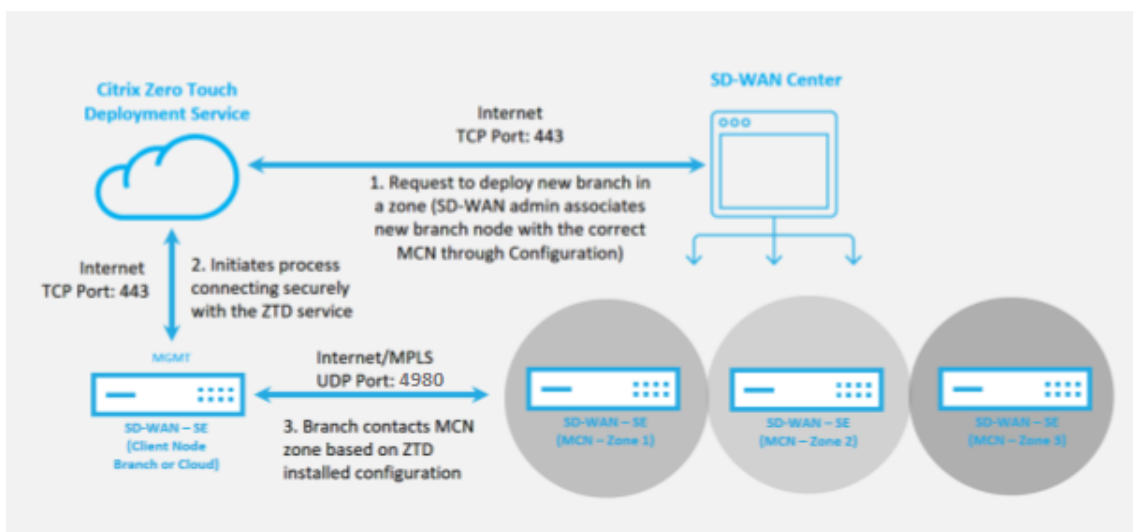 Citrix Zero Touch
Deployment Service
SD-WAN Center
Internet
TCP Port: 443
1. Request to deploy new branch in
a zone (SD-WAN admin associates
new branch node with the correct
MCN through Configuration)
Internet
TCP Port: 443
2. Initiates process
connecting securely
with the ZTD service
MGMT
SD-WAN – SE
(Client Node
Branch or Cloud)
Internet/MPLS
UDP Port: 4980
3. Branch contacts MCN
zone based on ZTD
installed configuration
SD-WAN – SE
(MCN – Zone 1)
SD-WAN – SE
(MCN – Zone 2)
SD-WAN – SE
(MCN – Zone 3)